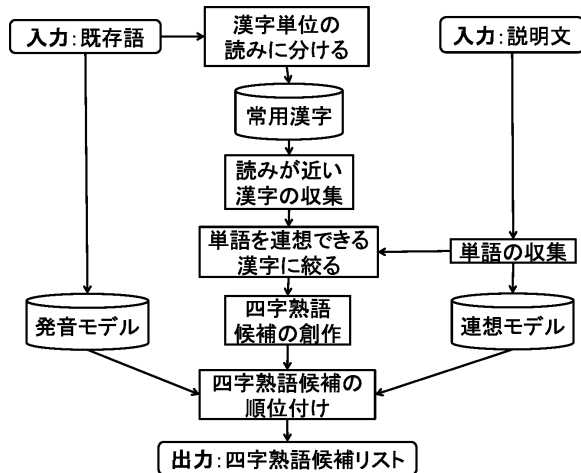 入力:既存語
漢字単位の
読みに分ける
入力:説明文
常用漢字
読みが近い
漢字の収集
単語を連想できる
漢字に絞る
単語の収集
発音モデル
四字熟語
候補の創作
連想モデル
四字熟語候補の
順位付け
出力:四字熟語候補リスト